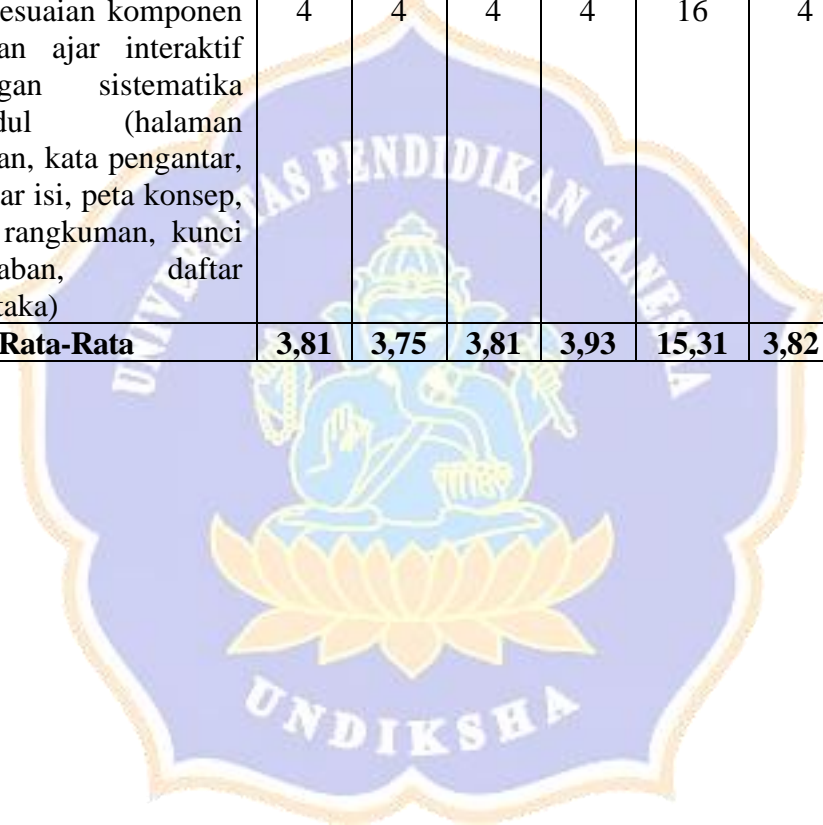 esuaian komponen 4 4 4 4 16 4
an ajar interaktif
gan sistematika
dul (halaman
an, kata pengantar,
ar isi, peta konsep,
rangkuman, kunci
aban, daftar
taka)
Rata-Rata 3,81 3,75 3,81 3,93 15,31 3,82
UNIVERSITAS PENDIDIKAN GANESHA
UNDIKSHA